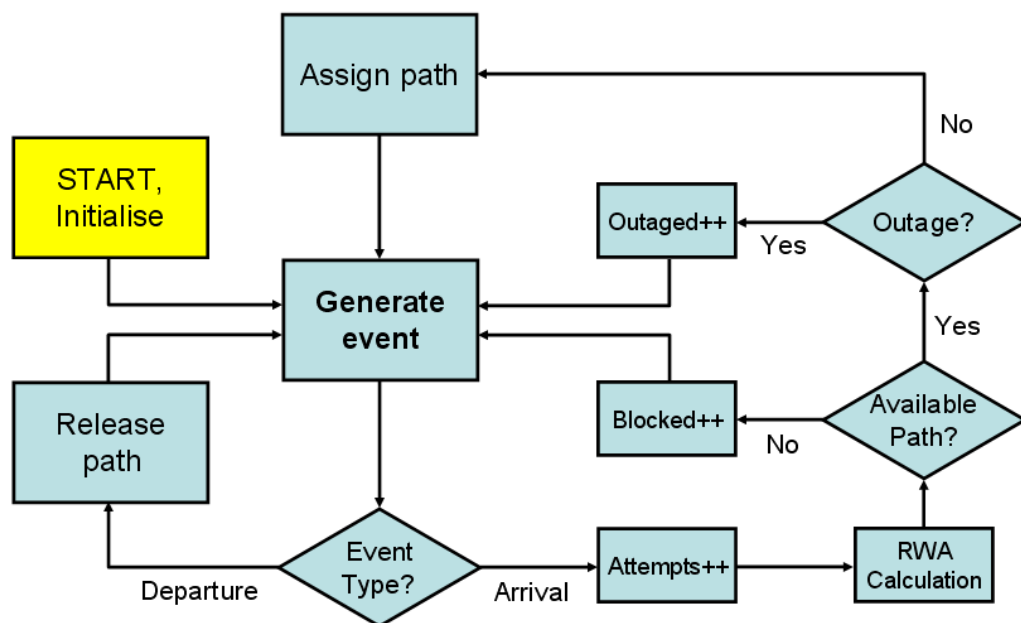 Assign path
No
START,
Initialise
Outaged++
Outage?
Yes
Generate
event
Yes
Release
path
Blocked++
Available
Path?
No
Event
Type?
Attempts++
RWA
Calculation
Departure
Arrival